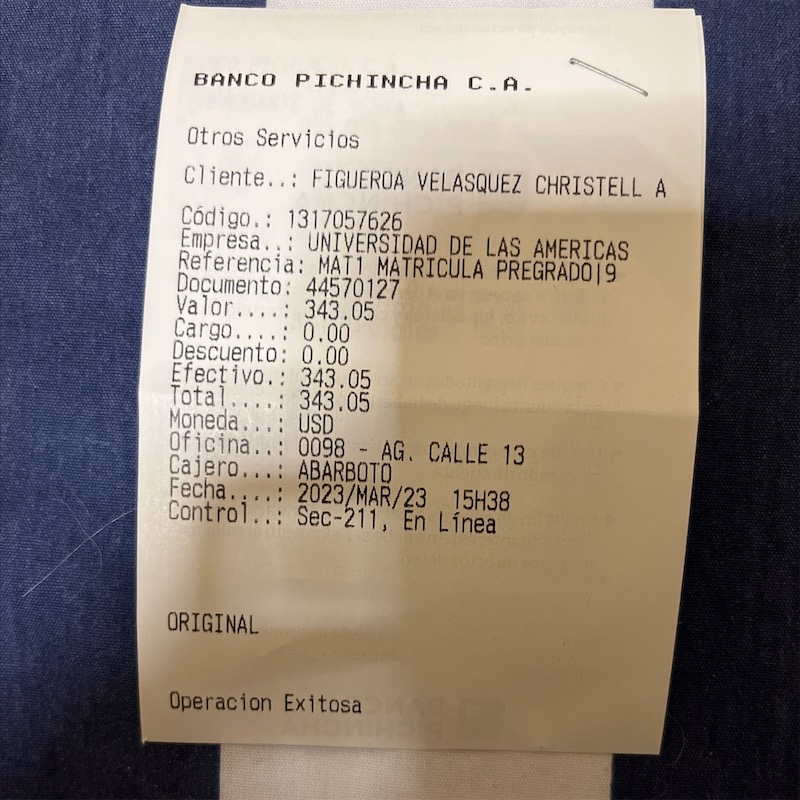 BANCO PICHINCHA C.A.
Otros Servicios
Cliente..: FIGUEROA VELASQUEZ CHRISTELL A
Código.: 1317057626
Empresa..: UNIVERSIDAD DE LAS AMERICAS
Referencia: MAT1 MATRICULA PREGRADO|9
Documento: 44570127
Valor....: 343.05
Cargo....: 0.00
Descuento: 0.00
Efectivo.: 343.05
Total....: 343.05
Moneda...: USD
Oficina..: 0098 - AG. CALLE 13
Cajero...: ABARBOTO
Fecha....: 2023/MAR/23 15H38
Control..: Sec-211, En Línea
ORIGINAL
Operacion Exitosa